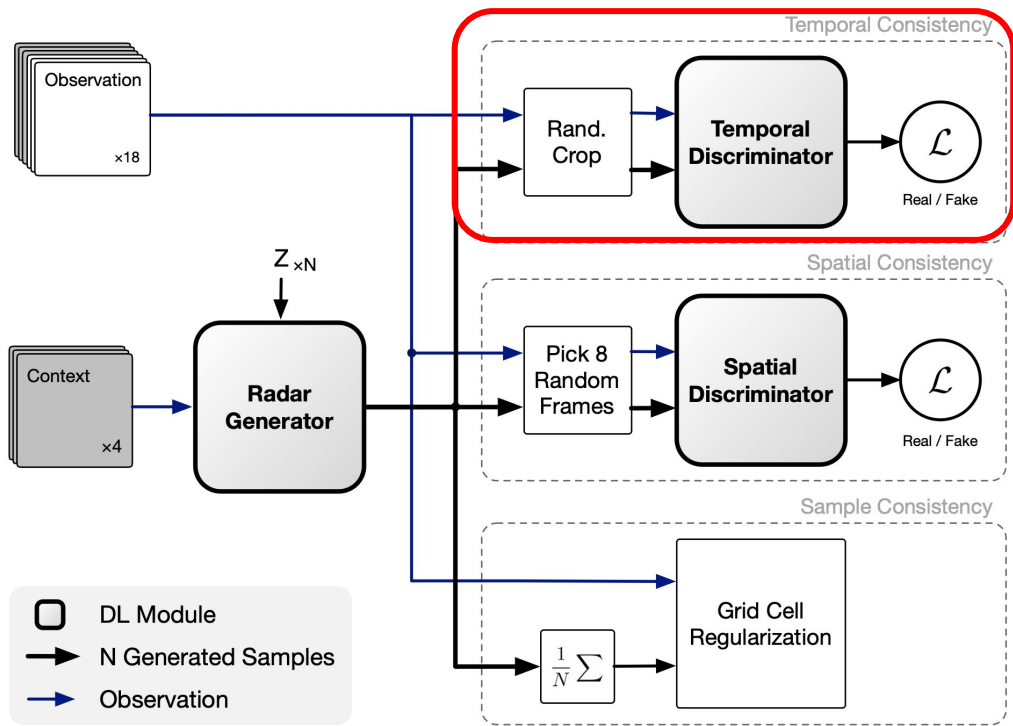 Temporal Consistency
Observation
×18
Rand.
Crop
Temporal
Discriminator
ℒ
Real / Fake
Z ×N
Spatial Consistency
Context
×4
Radar
Generator
Pick 8
Random
Frames
Spatial
Discriminator
ℒ
Real / Fake
Sample Consistency
Grid Cell
Regularization
1/N ∑
DL Module
N Generated Samples
Observation